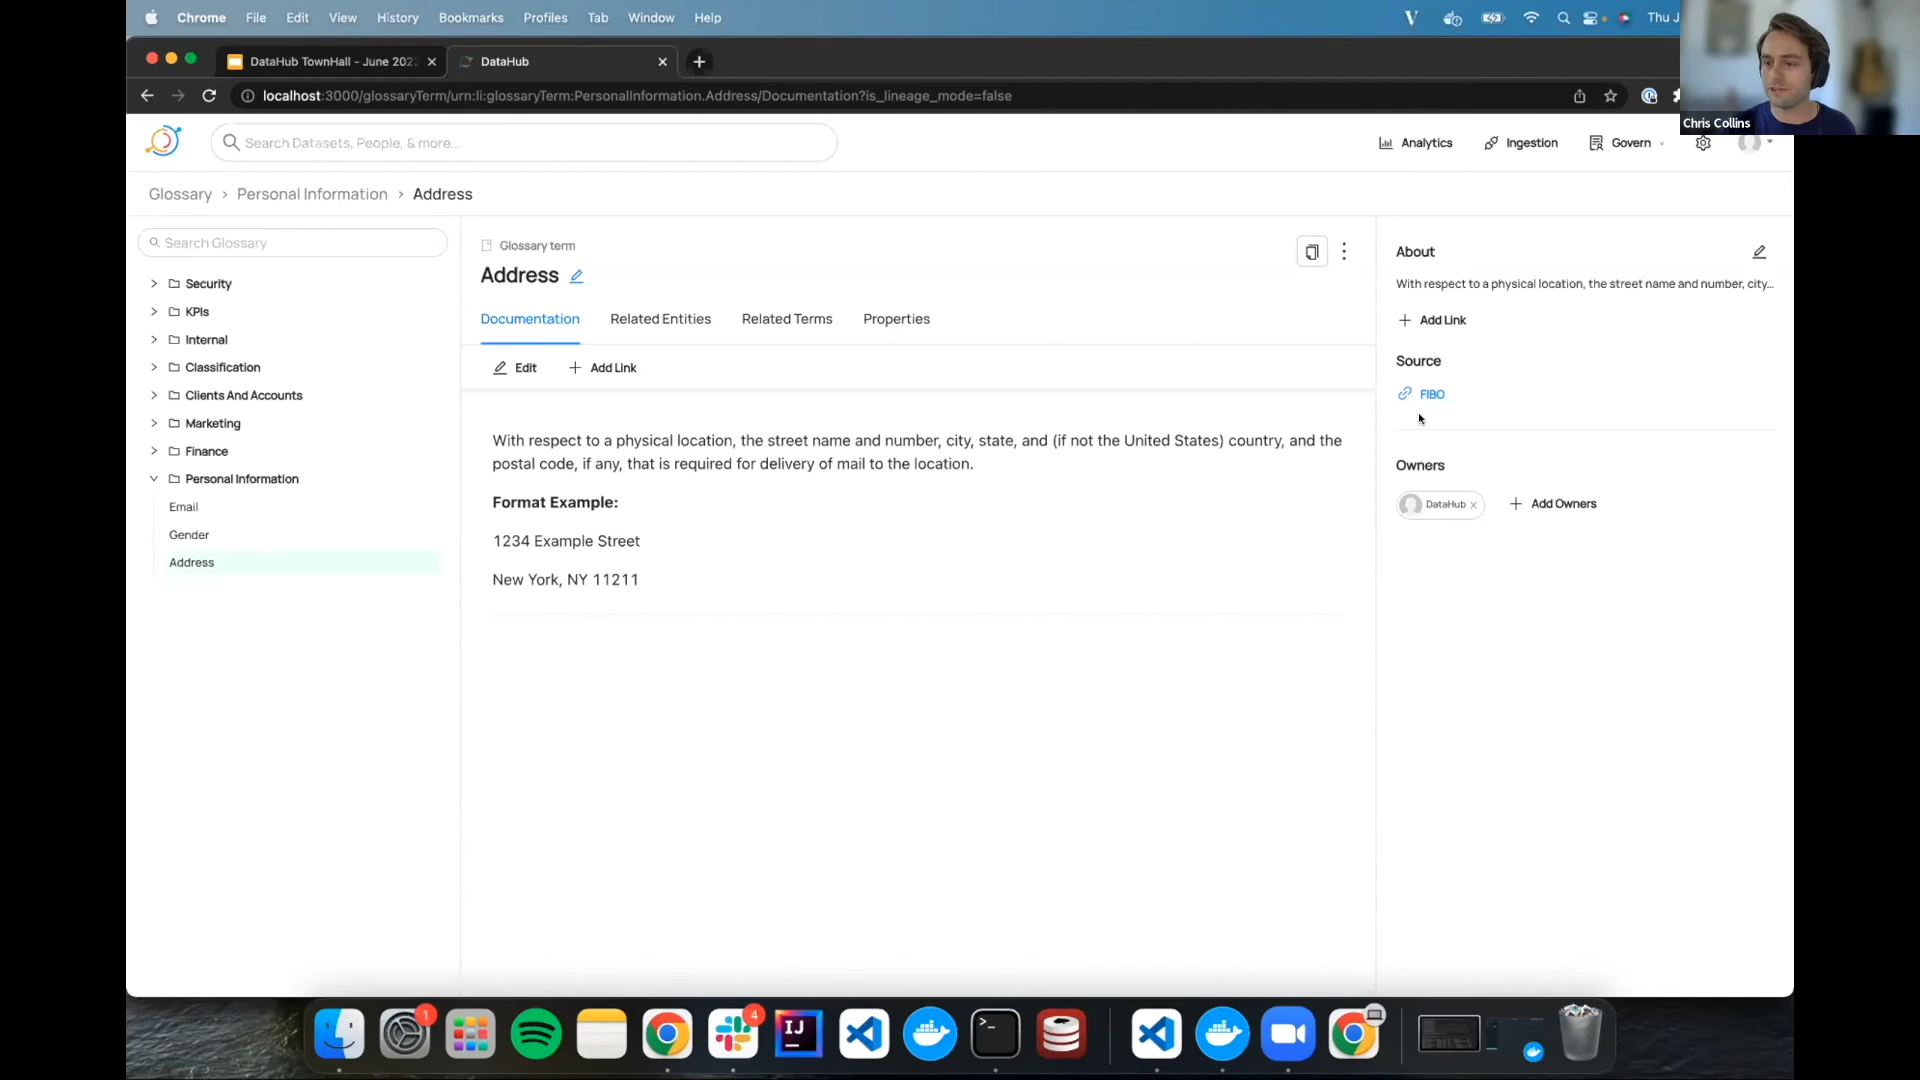 Chrome File Edit View History Bookmarks Profiles Tab Window Help
V
Thu J
DataHub TownHall - June 202
DataHub
localhost:3000/glossaryTerm/urn:li:glossaryTerm:PersonalInformation.Address/Documentation?is_lineage_mode=false
Chris Collins
Search Datasets, People, & more...
Analytics
Ingestion
Govern
Glossary > Personal Information > Address
Search Glossary
Security
KPIs
Internal
Classification
Clients And Accounts
Marketing
Finance
Personal Information
Email
Gender
Address
Glossary term
Address
Documentation
Related Entities
Related Terms
Properties
Edit
Add Link
With respect to a physical location, the street name and number, city, state, and (if not the United States) country, and the
postal code, if any, that is required for delivery of mail to the location.
Format Example:
1234 Example Street
New York, NY 11211
About
With respect to a physical location, the street name and number, city...
Add Link
Source
FIBO
Owners
DataHub
Add Owners
1
4
IJ